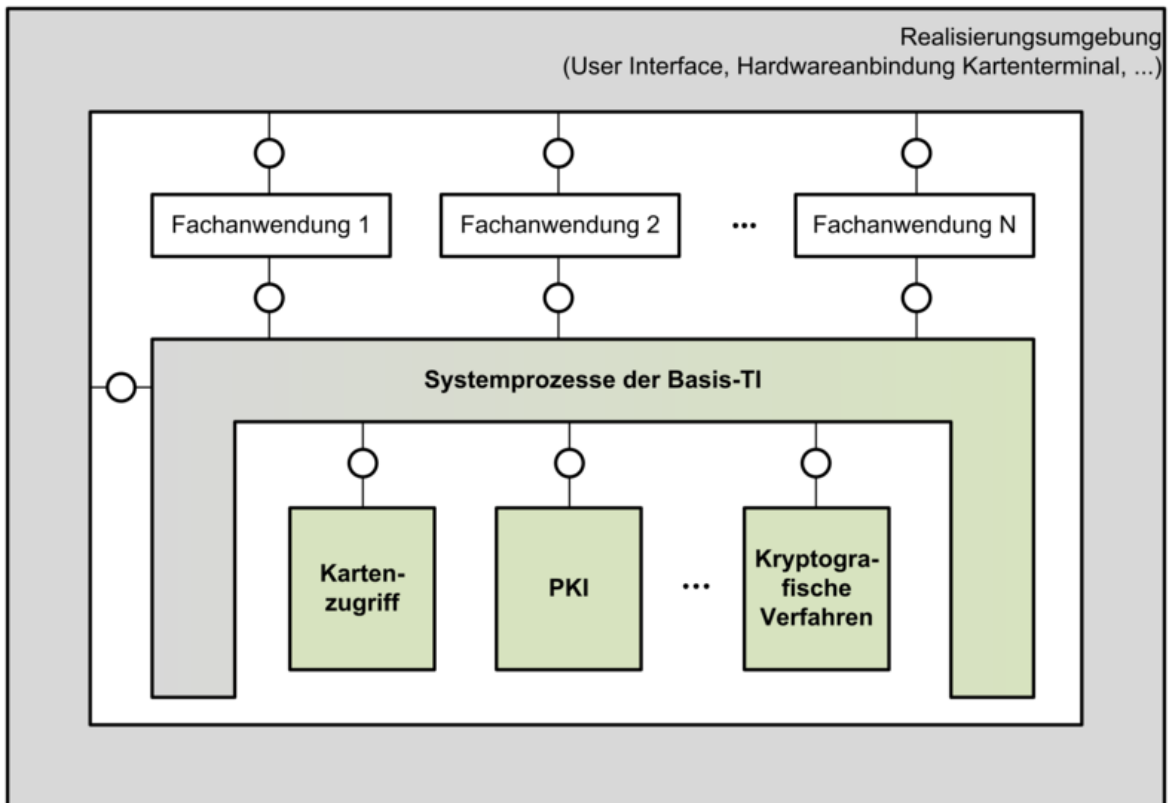 Realisierungsumgebung
(User Interface, Hardwareanbindung Kartenterminal, ...)
Fachanwendung 1
Fachanwendung 2
...
Fachanwendung N
Systemprozesse der Basis-TI
Karten-
zugriff
PKI
...
Kryptogra-
fische
Verfahren